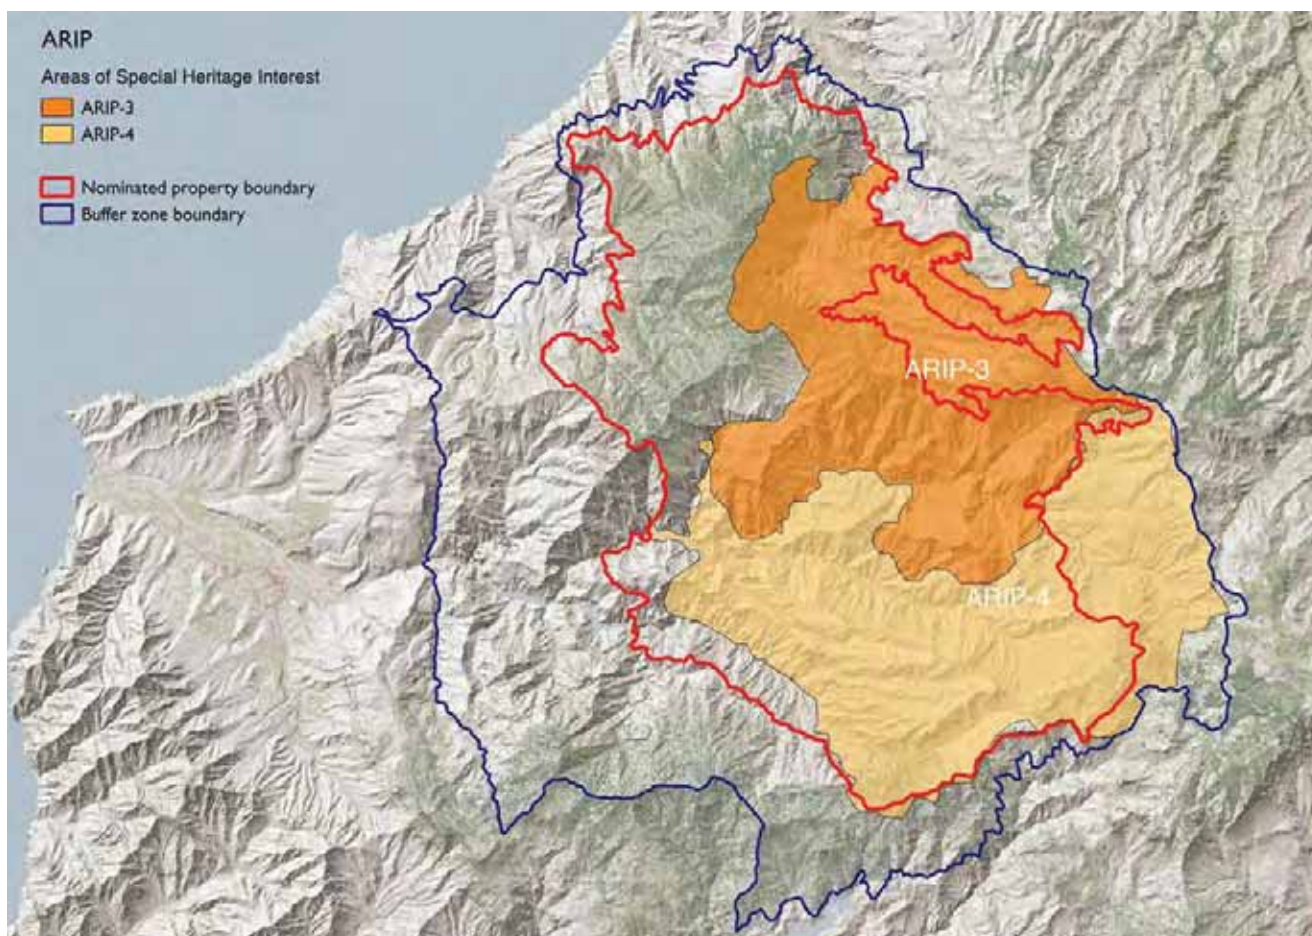 ARIP
Areas of Special Heritage Interest
ARIP-3
ARIP-4
Nominated property boundary
Buffer zone boundary
ARIP-3
ARIP-4